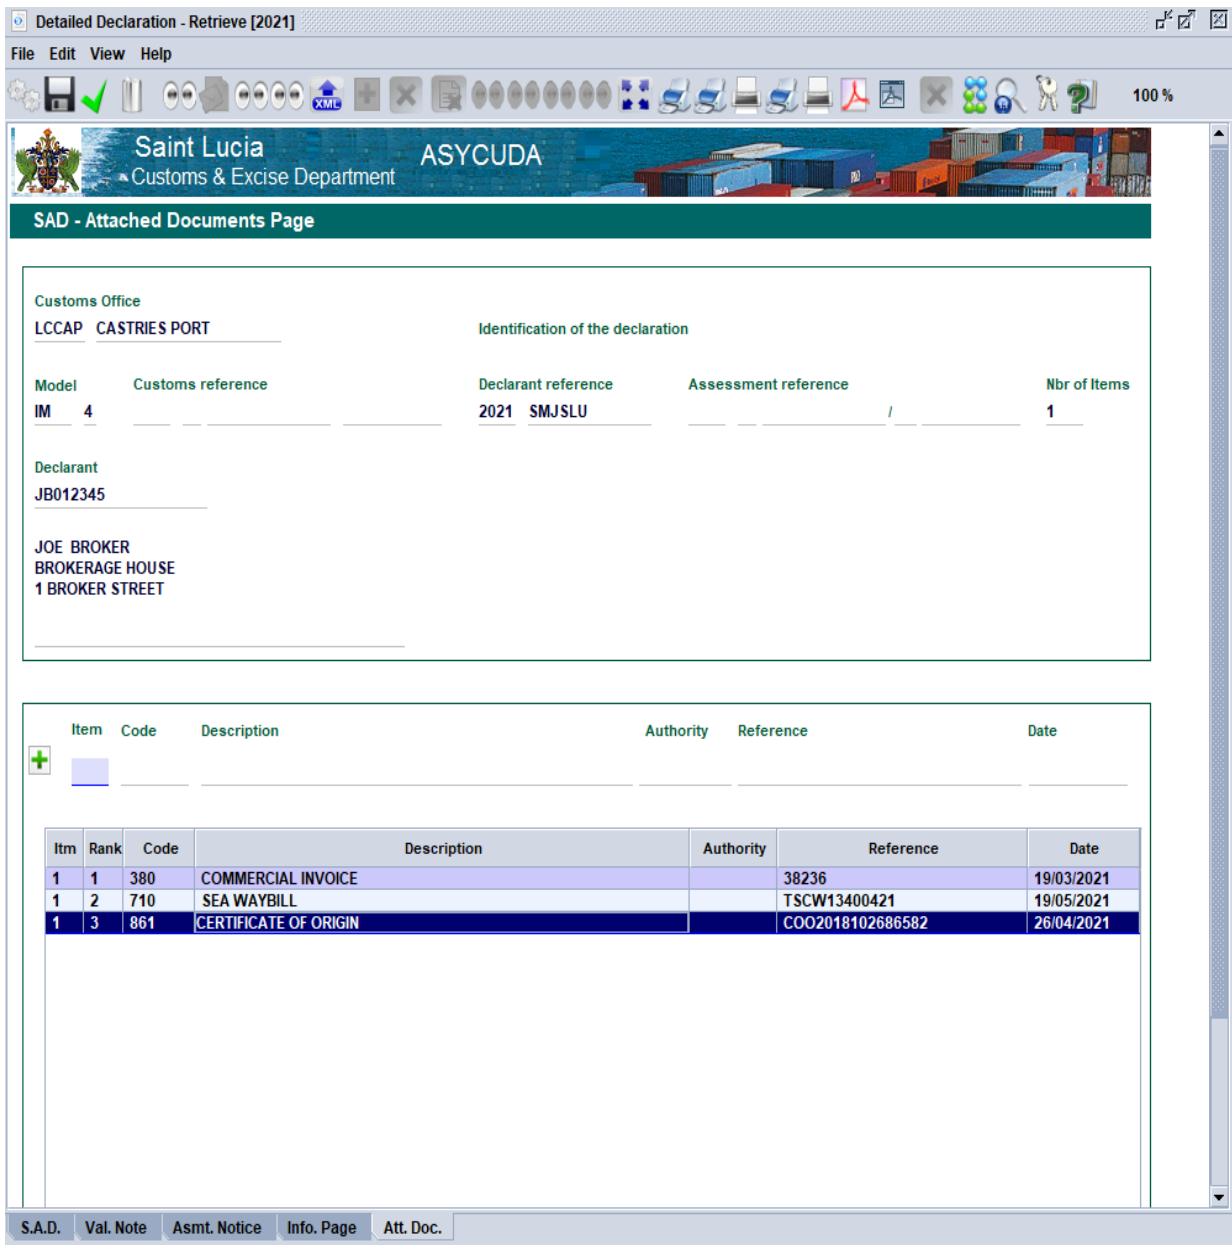 Detailed Declaration - Retrieve [2021]
File Edit View Help
XML
100 %
Saint Lucia
Customs & Excise Department
ASYCUDA
SAD - Attached Documents Page
Customs Office
LCCAP CASTRIES PORT
Identification of the declaration
Model Customs reference Declarant reference Assessment reference Nbr of Items
IM 4 2021 SMJSLU / 1
Declarant
JB012345
JOE BROKER
BROKERAGE HOUSE
1 BROKER STREET
Item Code Description Authority Reference Date
Itm Rank Code Description Authority Reference Date
1 1 380 COMMERCIAL INVOICE 38236 19/03/2021
1 2 710 SEA WAYBILL TSCW13400421 19/05/2021
1 3 861 CERTIFICATE OF ORIGIN COO2018102686582 26/04/2021
S.A.D. Val. Note Asmt. Notice Info. Page Att. Doc.